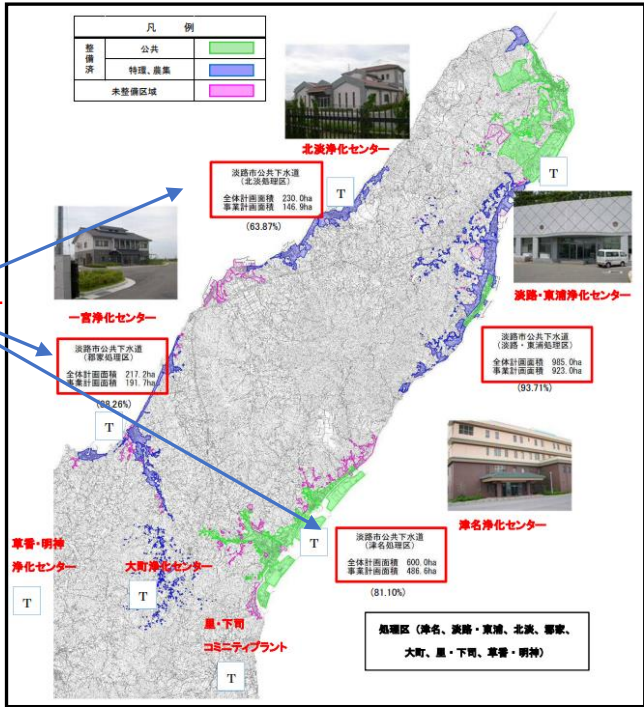 凡 例
整備済
公共
特環、農集
未整備区域
北淡浄化センター
淡路市公共下水道
(北淡処理区)
全体計画面積 230.0ha
事業計画面積 146.9ha
(63.87%)
T
T
一宮浄化センター
淡路・東浦浄化センター
淡路市公共下水道
(郡家処理区)
全体計画面積 217.2ha
事業計画面積 191.7ha
(88.26%)
T
淡路市公共下水道
(淡路・東浦処理区)
全体計画面積 985.0ha
事業計画面積 923.0ha
(93.71%)
津名浄化センター
淡路市公共下水道
(津名処理区)
全体計画面積 600.0ha
事業計画面積 486.6ha
(81.10%)
T
草香・明神
浄化センター
T
大町浄化センター
T
里・下司
コミニティプラント
T
処理区(津名、淡路・東浦、北淡、郡家、
大町、里・下司、草香・明神)